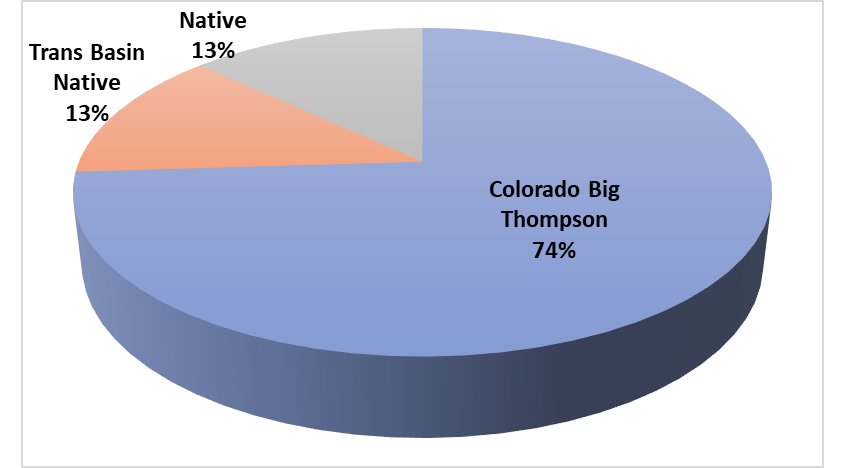 Native
13%
Trans Basin
Native
13%
Colorado Big
Thompson
74%